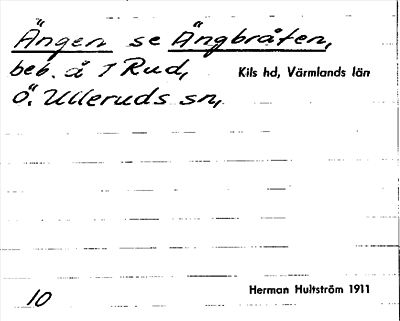 Ängen se Ängbråten,
beb. å 1 Rud, Kils hd, Värmlands län
Ö. Ulleruds sn,
10 Herman Hultström 1911